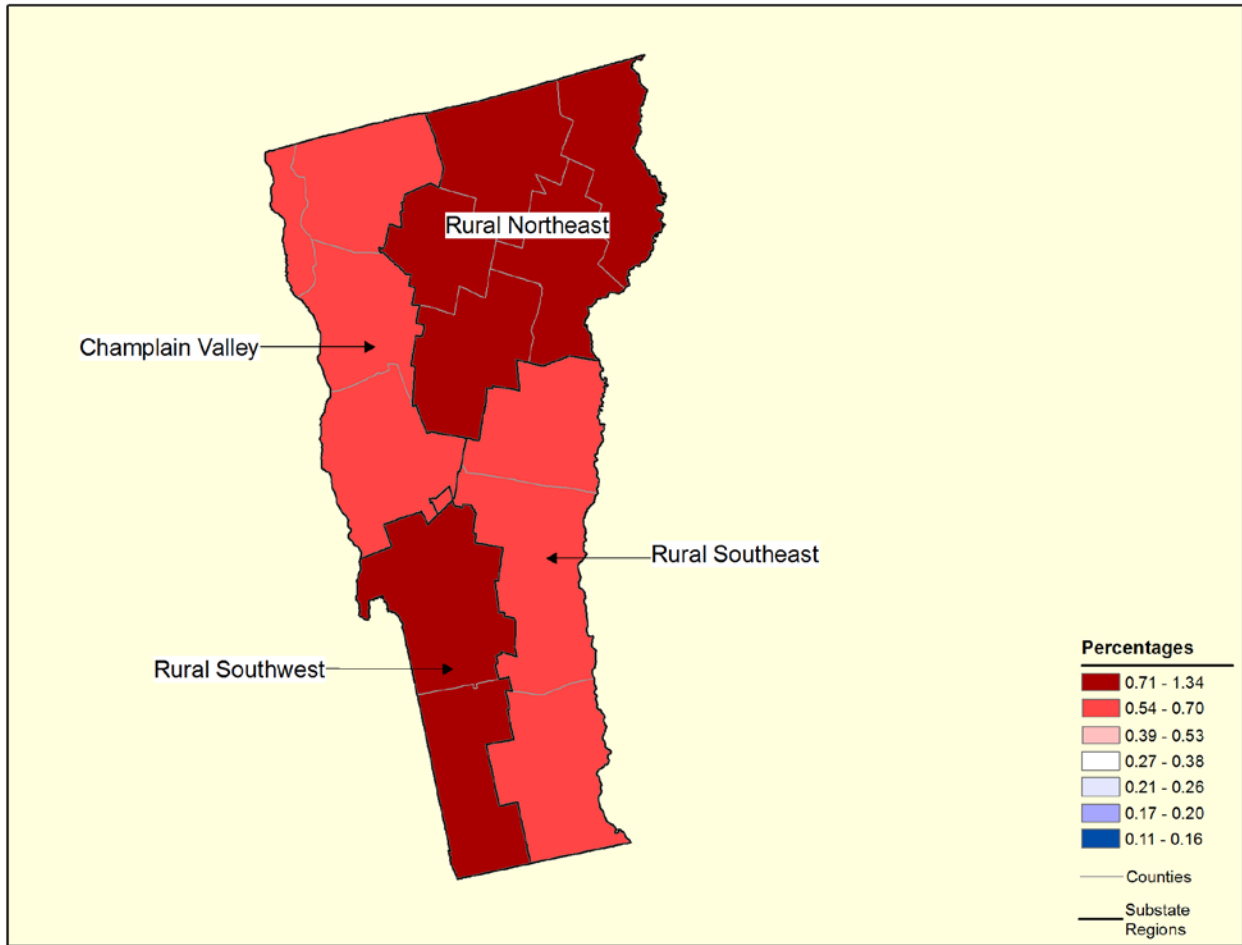 Rural Northeast
Champlain Valley
Rural Southeast
Rural Southwest
Percentages
0.71 - 1.34
0.54 - 0.70
0.39 - 0.53
0.27 - 0.38
0.21 - 0.26
0.17 - 0.20
0.11 - 0.16
Counties
Substate
Regions